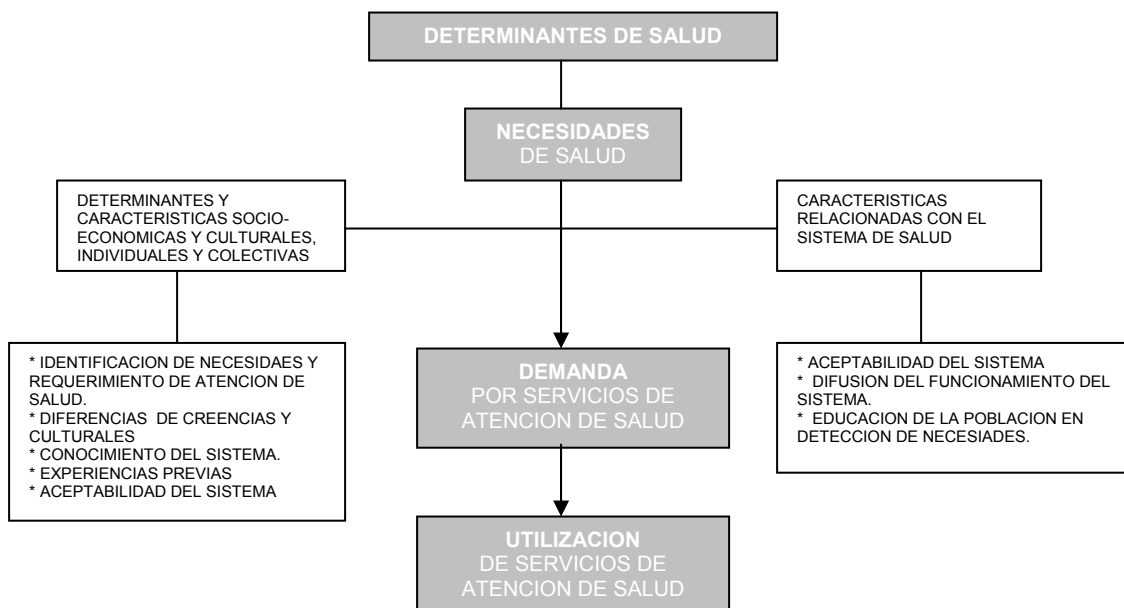 DETERMINANTES DE SALUD
NECESIDADES
DE SALUD
DETERMINANTES Y
CARACTERISTICAS SOCIO-
ECONOMICAS Y CULTURALES,
INDIVIDUALES Y COLECTIVAS
CARACTERISTICAS
RELACIONADAS CON EL
SISTEMA DE SALUD
* IDENTIFICACION DE NECESIDAES Y
REQUERIMIENTO DE ATENCION DE
SALUD.
* DIFERENCIAS DE CREENCIAS Y
CULTURALES
* CONOCIMIENTO DEL SISTEMA.
* EXPERIENCIAS PREVIAS
* ACEPTABILIDAD DEL SISTEMA
DEMANDA
POR SERVICIOS DE
ATENCION DE SALUD
* ACEPTABILIDAD DEL SISTEMA
* DIFUSION DEL FUNCIONAMIENTO DEL
SISTEMA.
* EDUCACION DE LA POBLACION EN
DETECCION DE NECESIADES.
UTILIZACION
DE SERVICIOS DE
ATENCION DE SALUD